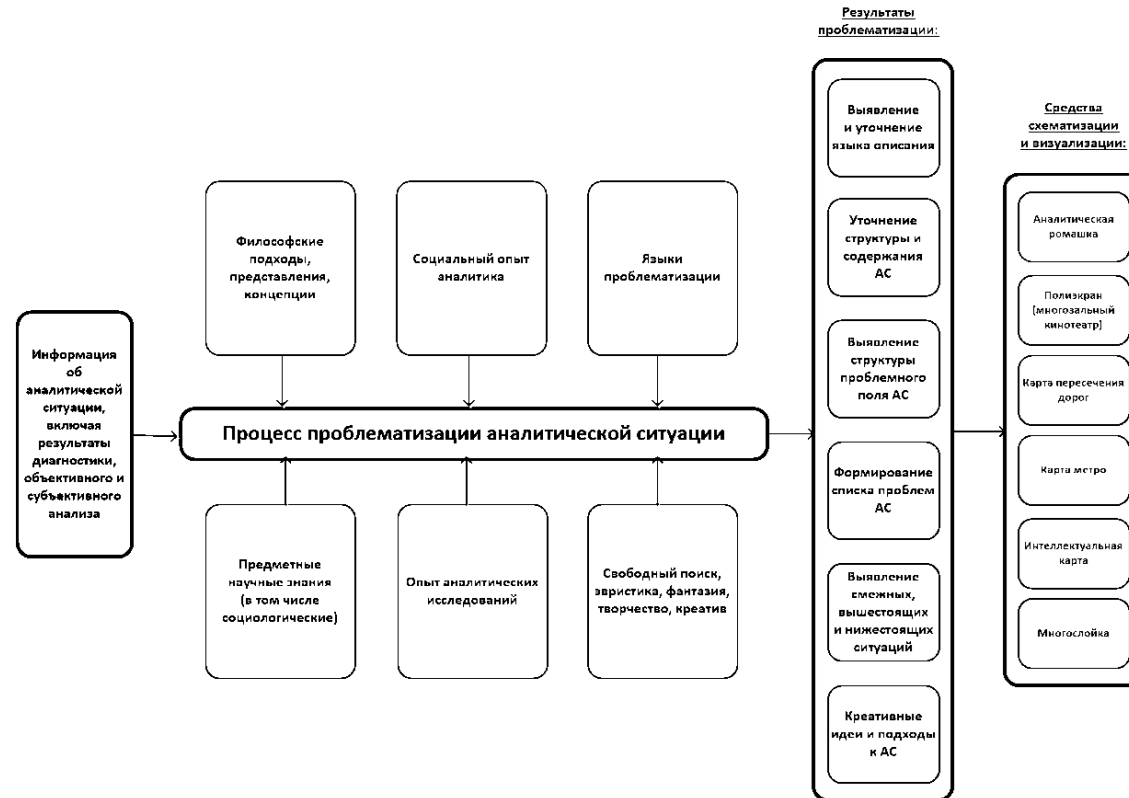 Информация
об
аналитической
ситуации,
включая
результаты
диагностики,
объективного и
субъективного
анализа
Философские
подходы,
представления,
концепции
Социальный опыт
аналитика
Языки
проблематизации
Процесс проблематизации аналитической ситуации
Предметные
научные знания
(в том числе
социологические)
Опыт аналитических
исследований
Свободный поиск,
эвристика, фантазия,
творчество, креатив
Результаты
проблематизации:
Выявление
и уточнение
языка описания
Уточнение
структуры и
содержания
АС
Выявление
структуры
проблемного
поля АС
Формирование
списка проблем
АС
Выявление
смежных,
вышестоящих
и нижестоящих
ситуаций
Креативные
идеи и подходы
к АС
Средства
схематизации
и визуализации:
Аналитическая
ромашка
Полиэкран
(многозальный
кинотеатр)
Карта пересечения
дорог
Карта метро
Интеллектуальная
карта
Многослойка